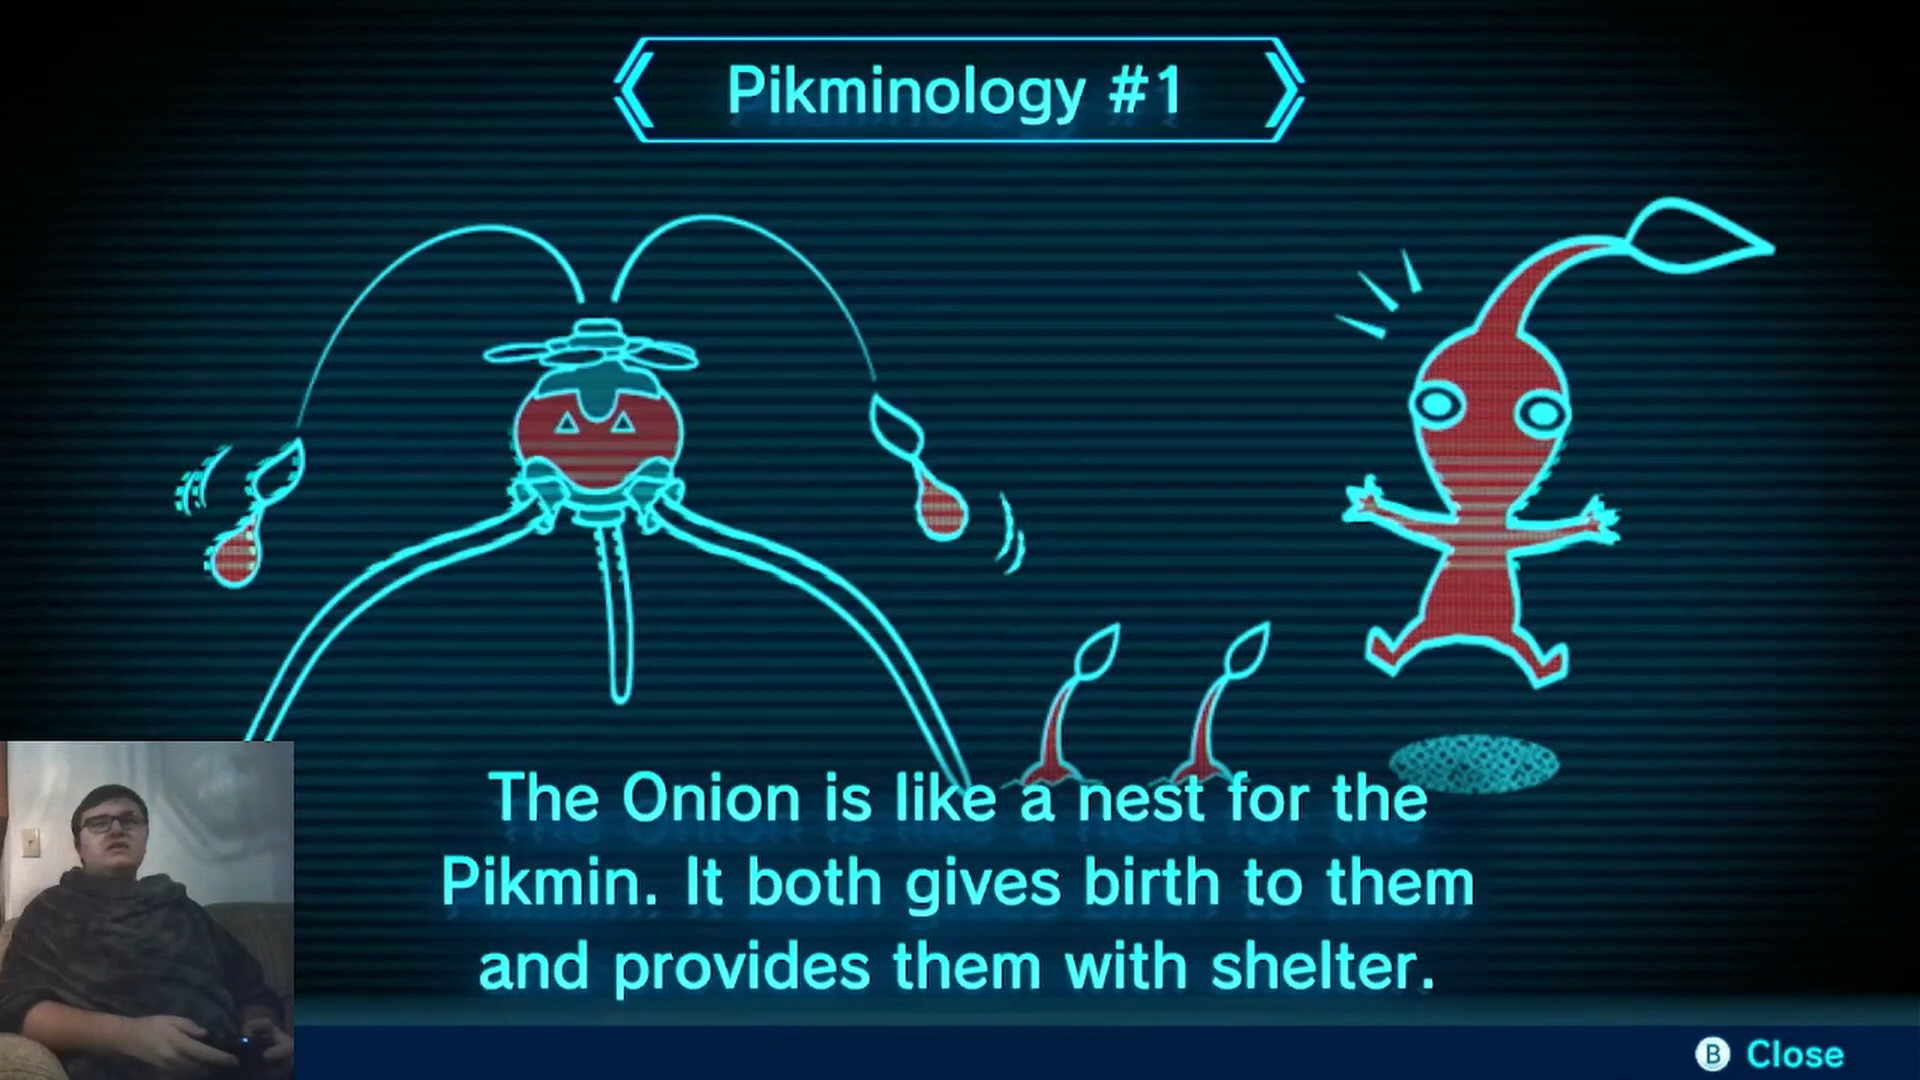 Pikminology #1
The Onion is like a nest for the
Pikmin. It both gives birth to them
and provides them with shelter.
B Close